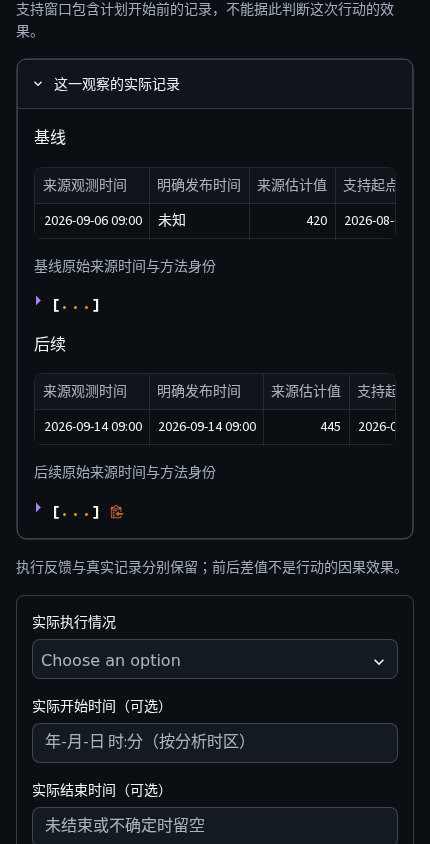 支持窗口包含计划开始前的记录，不能据此判断这次行动的效
果。
这一观察的实际记录
基线
来源观测时间 明确发布时间 来源估计值 支持起点
2026-09-06 09:00 未知 420 2026-08-
基线原始来源时间与方法身份
[...]
后续
来源观测时间 明确发布时间 来源估计值 支持起
2026-09-14 09:00 2026-09-14 09:00 445 2026-0
后续原始来源时间与方法身份
[...]
执行反馈与真实记录分别保留；前后差值不是行动的因果效果。
实际执行情况
Choose an option
实际开始时间（可选）
年-月-日 时:分（按分析时区）
实际结束时间（可选）
未结束或不确定时留空